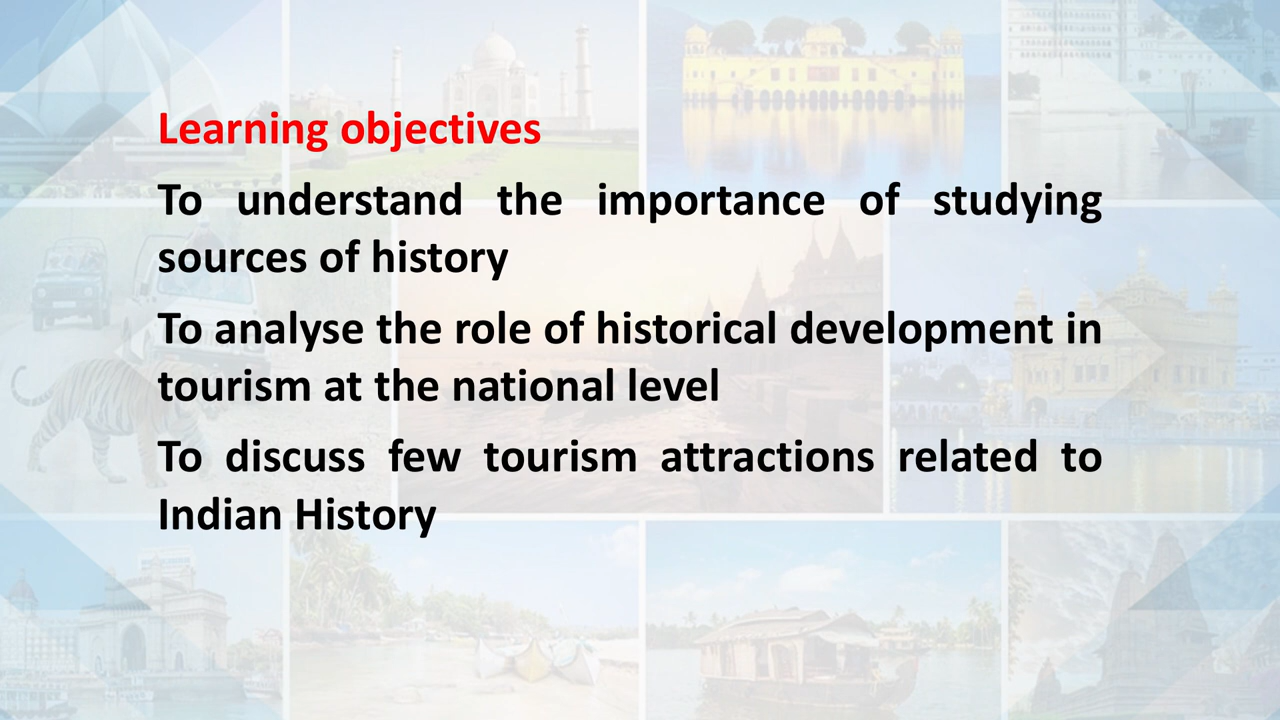 Learning objectives
To understand the importance of studying
sources of history
To analyse the role of historical development in
tourism at the national level
To discuss few tourism attractions related to
Indian History